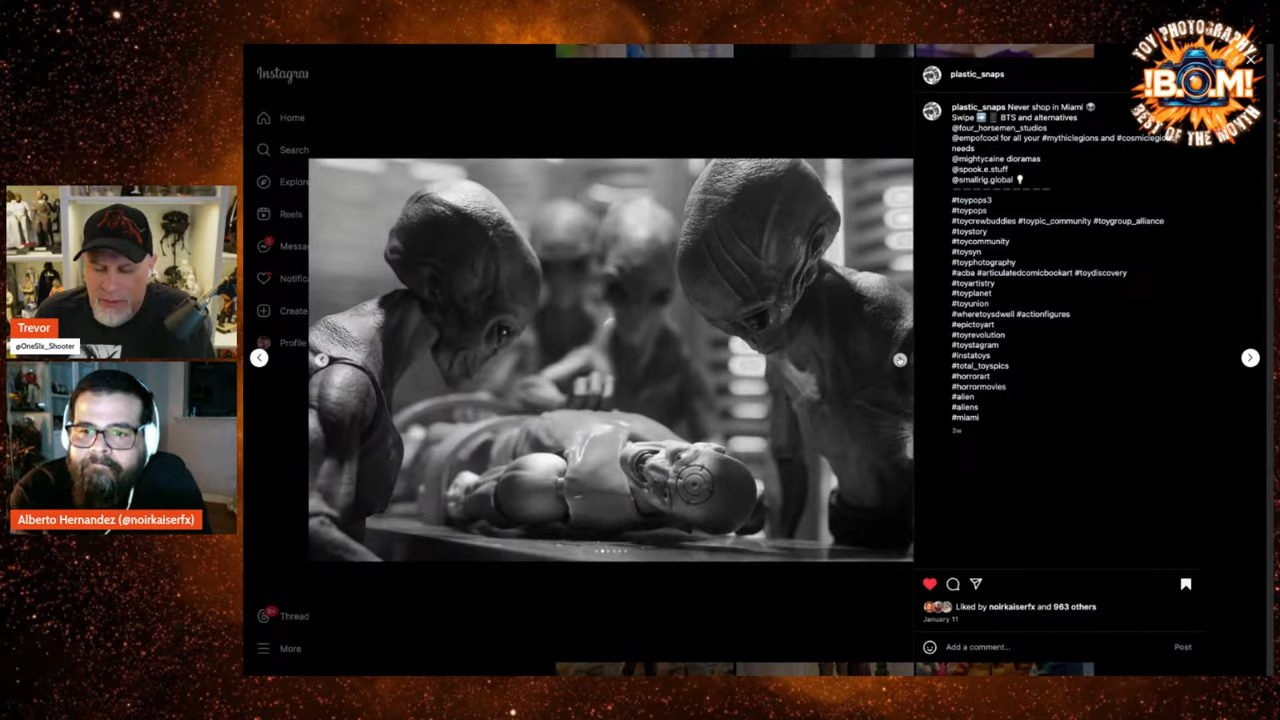 TOY PHOTOGRAPHY
!B.O.M!
BEST OF THE MONTH
Instagram
Home
Search
Explore
Reels
Messa
Notific
Create
Profile
Thread
More
plastic_snaps
plastic_snaps Never shop in Miami 👽
Swipe ➡️ BTS and alternatives
@four_horsemen_studios
@empofcool for all your #mythiclegions and #cosmiclegio
needs
@mightycaine dioramas
@spook.e.stuff
@smallrig.global 💡
— — — — — — — — — —
#toypops3
#toypops
#toycrewbuddies #toypic_community #toygroup_alliance
#toystory
#toycommunity
#toysyn
#toyphotography
#acba #articulatedcomicbookart #toydiscovery
#toyartistry
#toyplanet
#toyunion
#wheretoysdwell #actionfigures
#epictoyart
#toyrevolution
#toystagram
#instatoys
#total_toyspics
#horrorart
#horrormovies
#alien
#aliens
#miami
3w
Liked by noirkaiserfx and 963 others
January 11
Add a comment...
Post
Trevor
@OneSIx_Shooter
Alberto Hernandez (@noirkaiserfx)